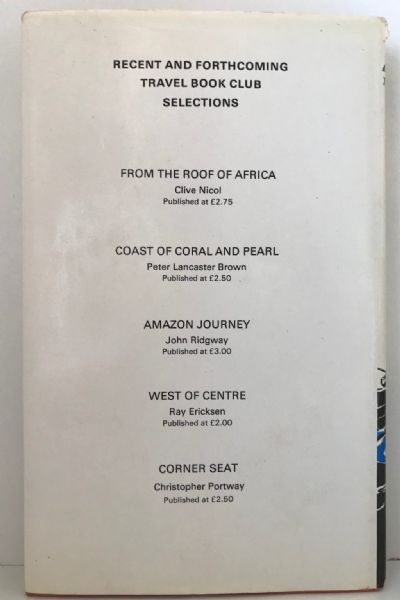 RECENT AND FORTHCOMING
TRAVEL BOOK CLUB
SELECTIONS
FROM THE ROOF OF AFRICA
Clive Nicol
Published at £2.75
COAST OF CORAL AND PEARL
Peter Lancaster Brown
Published at £2.50
AMAZON JOURNEY
John Ridgway
Published at £3.00
WEST OF CENTRE
Ray Ericksen
Published at £2.00
CORNER SEAT
Christopher Portway
Published at £2.50